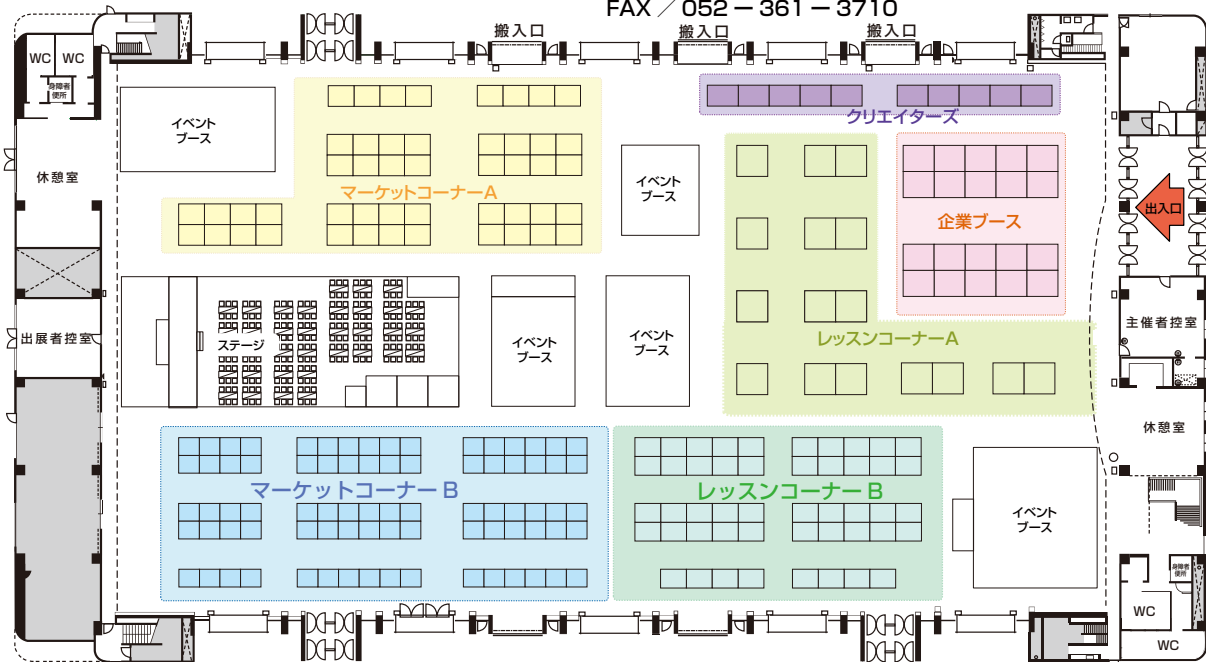 FAX ／ 052 － 361 － 3710
搬入口
搬入口
搬入口
WC
WC
身障者
便所
イベント
ブース
クリエイターズ
休憩室
マーケットコーナーA
イベント
ブース
企業ブース
出入口
出展者控室
ステージ
イベント
ブース
イベント
ブース
レッスンコーナーA
主催者控室
休憩室
マーケットコーナー B
レッスンコーナー B
イベント
ブース
身障者
便所
WC
WC